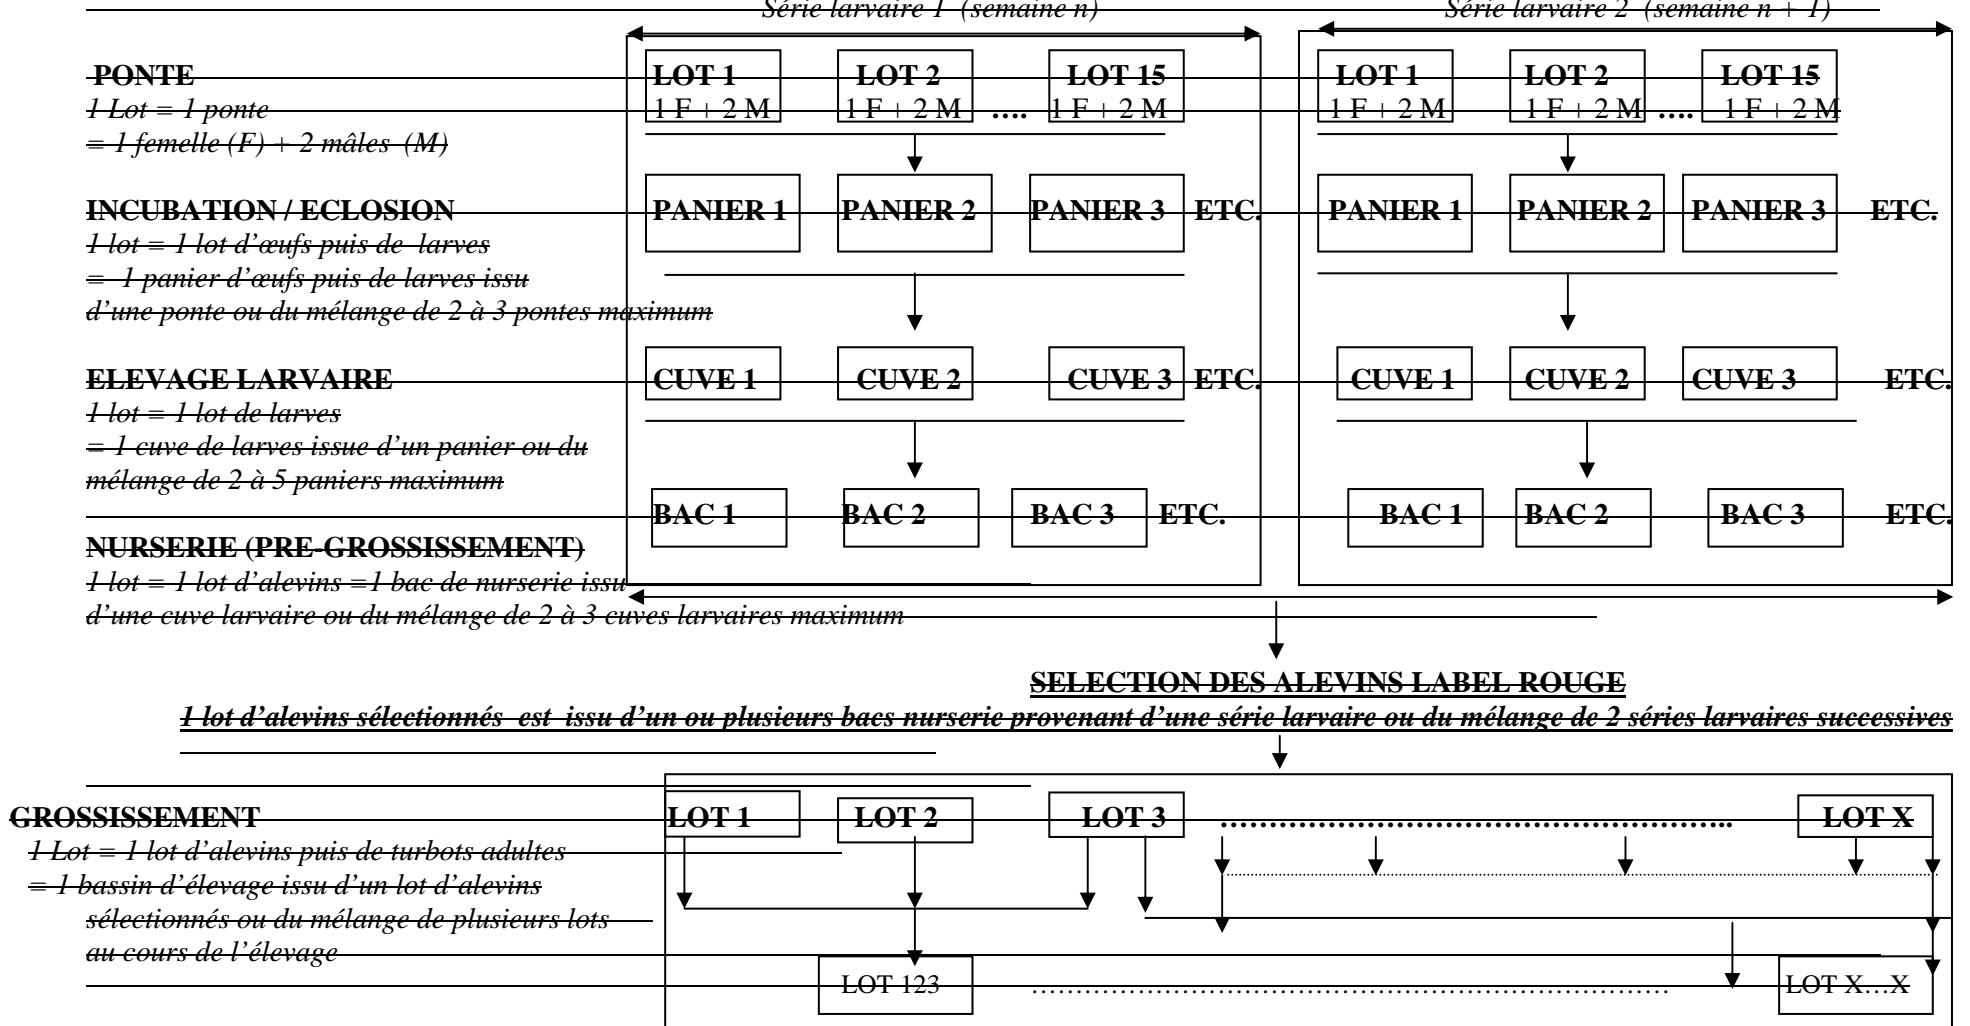 Série larvaire 1 (semaine n) Série larvaire 2 (semaine n + 1)
PONTE LOT 1 LOT 2 LOT 15 LOT 1 LOT 2 LOT 15
1 Lot = 1 ponte 1 F + 2 M 1 F + 2 M …. 1 F + 2 M 1 F + 2 M 1 F + 2 M …. 1 F + 2 M
= 1 femelle (F) + 2 mâles (M)
INCUBATION / ECLOSION PANIER 1 PANIER 2 PANIER 3 ETC. PANIER 1 PANIER 2 PANIER 3 ETC.
1 lot = 1 lot d’œufs puis de larves
= 1 panier d’œufs puis de larves issu
d’une ponte ou du mélange de 2 à 3 pontes maximum
ELEVAGE LARVAIRE CUVE 1 CUVE 2 CUVE 3 ETC. CUVE 1 CUVE 2 CUVE 3 ETC.
1 lot = 1 lot de larves
= 1 cuve de larves issue d’un panier ou du
mélange de 2 à 5 paniers maximum
BAC 1 BAC 2 BAC 3 ETC. BAC 1 BAC 2 BAC 3 ETC.
NURSERIE (PRE-GROSSISSEMENT)
1 lot = 1 lot d’alevins =1 bac de nurserie issu
d’une cuve larvaire ou du mélange de 2 à 3 cuves larvaires maximum
SELECTION DES ALEVINS LABEL ROUGE
1 lot d’alevins sélectionnés est issu d’un ou plusieurs bacs nurserie provenant d’une série larvaire ou du mélange de 2 séries larvaires successives
GROSSISSEMENT LOT 1 LOT 2 LOT 3 ………………………………………………….. LOT X
1 Lot = 1 lot d’alevins puis de turbots adultes
= 1 bassin d’élevage issu d’un lot d’alevins
sélectionnés ou du mélange de plusieurs lots
au cours de l’élevage
LOT 123 ……………………………………………………………… LOT X…X